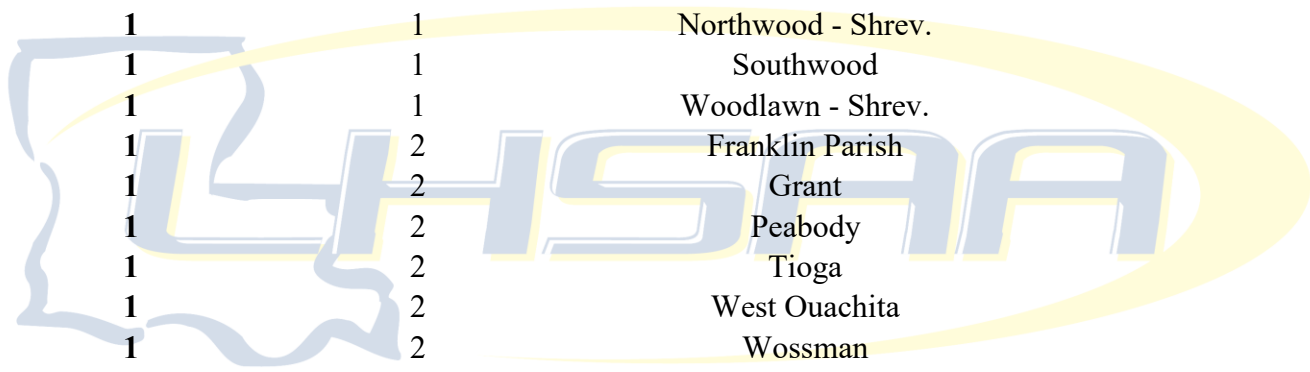 1 1 Northwood - Shrev.
1 1 Southwood
1 1 Woodlawn - Shrev.
1 2 Franklin Parish
1 2 Grant
1 2 Peabody
1 2 Tioga
1 2 West Ouachita
1 2 Wossman
LHSAA